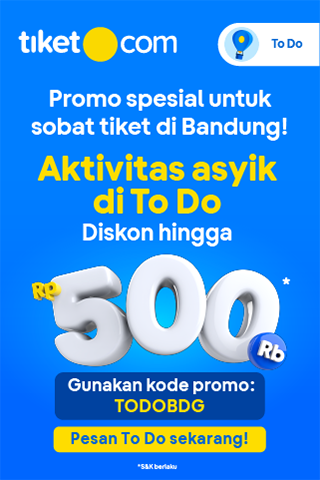 tiket com
To Do
Promo spesial untuk
sobat tiket di Bandung!
Aktivitas asyik
di To Do
Diskon hingga
Rp 500 Rb*
Gunakan kode promo:
TODOBDG
Pesan To Do sekarang!
*S&K berlaku